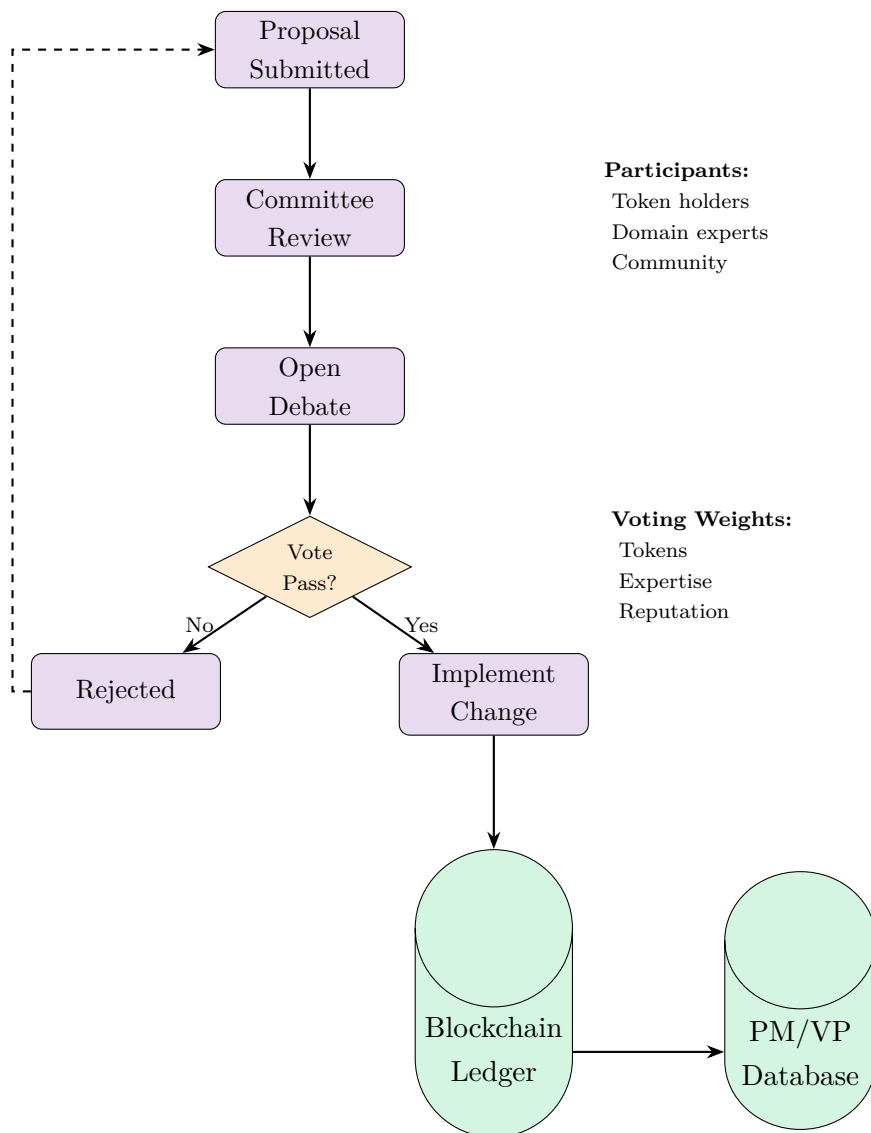 Proposal
Submitted
Committee
Review
Participants:
Token holders
Domain experts
Community
Open
Debate
Vote
Pass?
Voting Weights:
Tokens
Expertise
Reputation
No
Yes
Rejected
Implement
Change
Blockchain
Ledger
PM/VP
Database